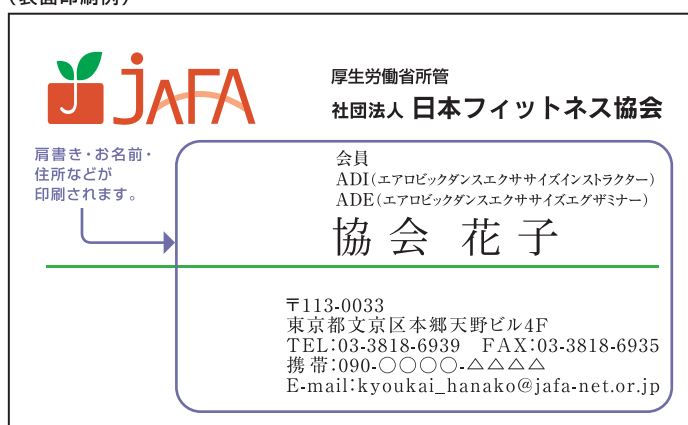 (表面印刷例)
J JAFA
厚生労働省所管
社団法人 日本フィットネス協会
肩書き・お名前・
住所などが
印刷されます。
会員
ADI(エアロビックダンスエクササイズインストラクター)
ADE(エアロビックダンスエクササイズエグザミナー)
協会 花子
〒113-0033
東京都文京区本郷天野ビル4F
TEL:03-3818-6939 FAX:03-3818-6935
携帯:090-○○○○-△△△△
E-mail:kyoukai_hanako@jafa-net.or.jp